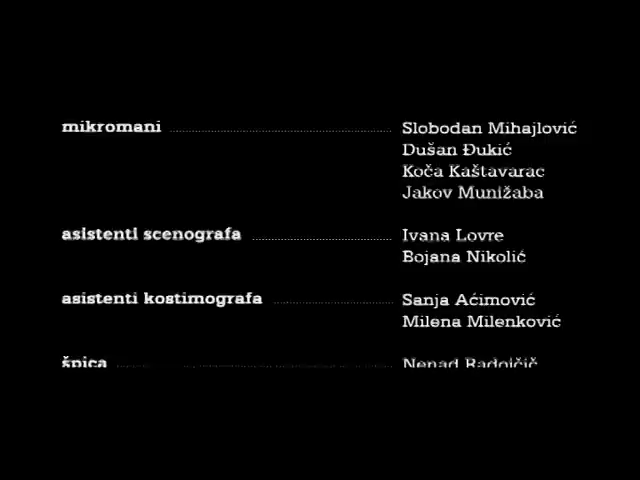 mikromani ........ Slobodan Mihajlović
Dušan Đukić
Koča Kaštavarac
Jakov Munižaba
asistenti scenografa ........ Ivana Lovre
Bojana Nikolić
asistenti kostimografa ........ Sanja Aćimović
Milena Milenković
špica ........ Nenad